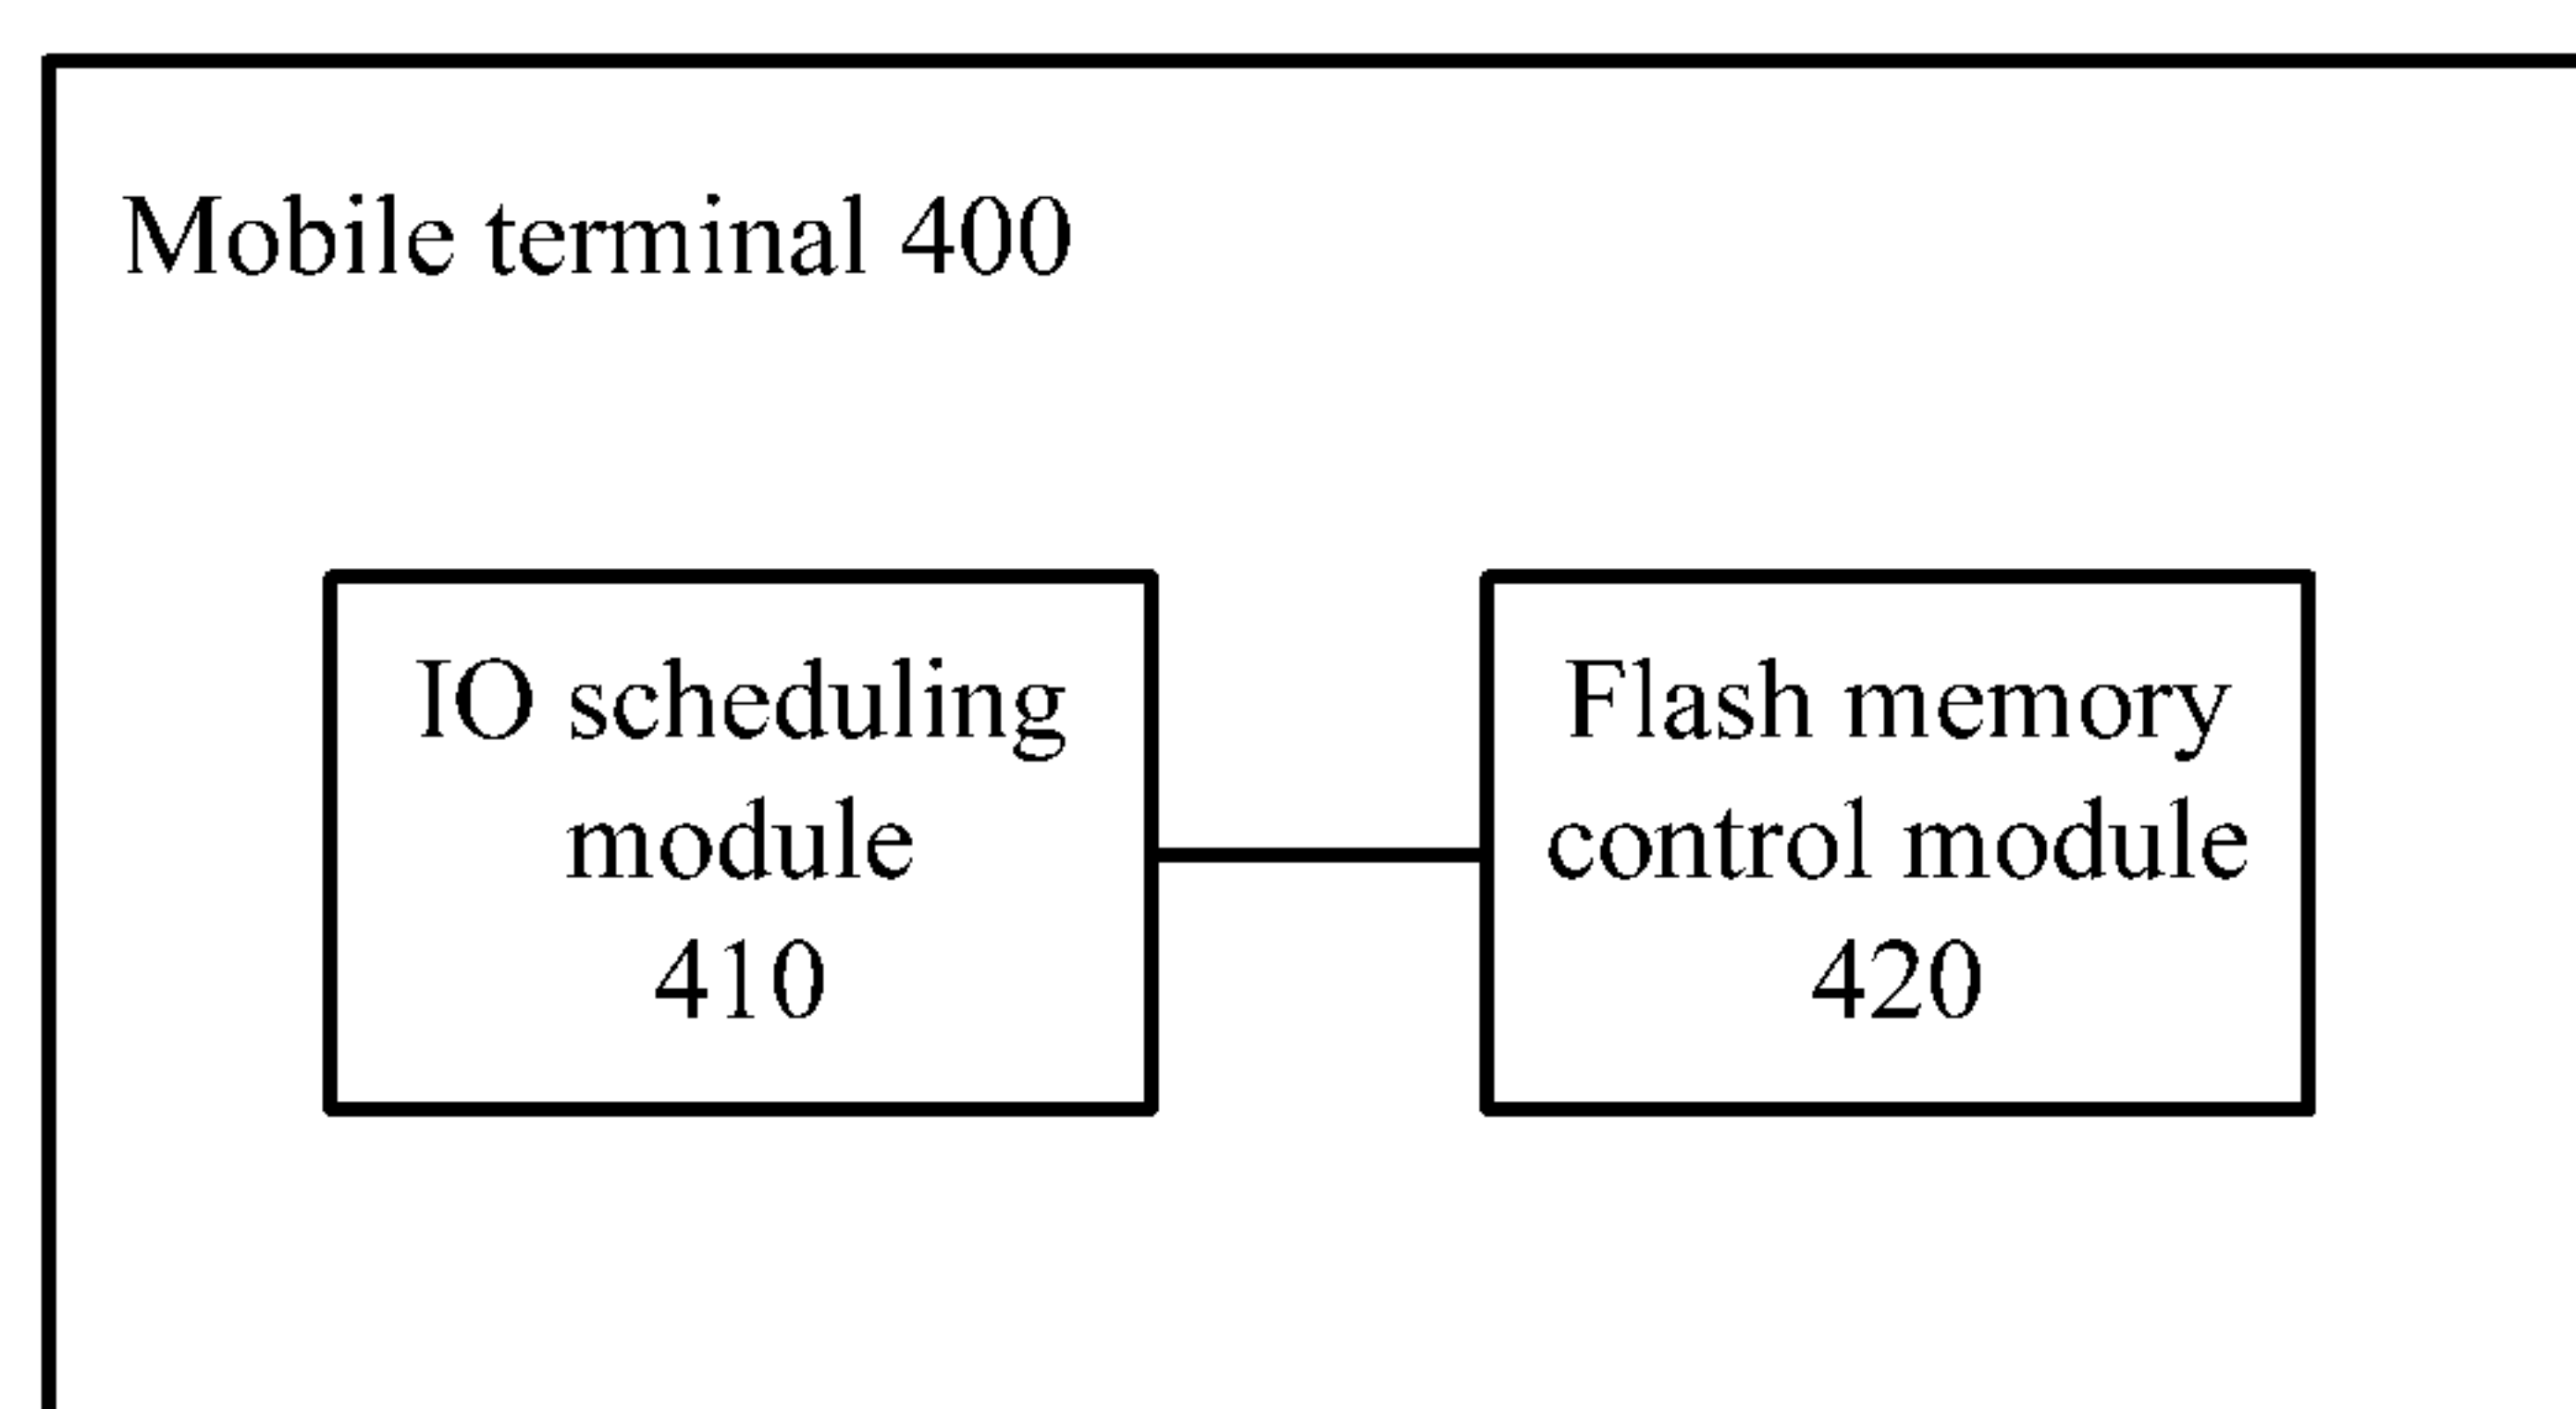 Mobile terminal 400
IO scheduling
module
410
Flash memory
control module
420